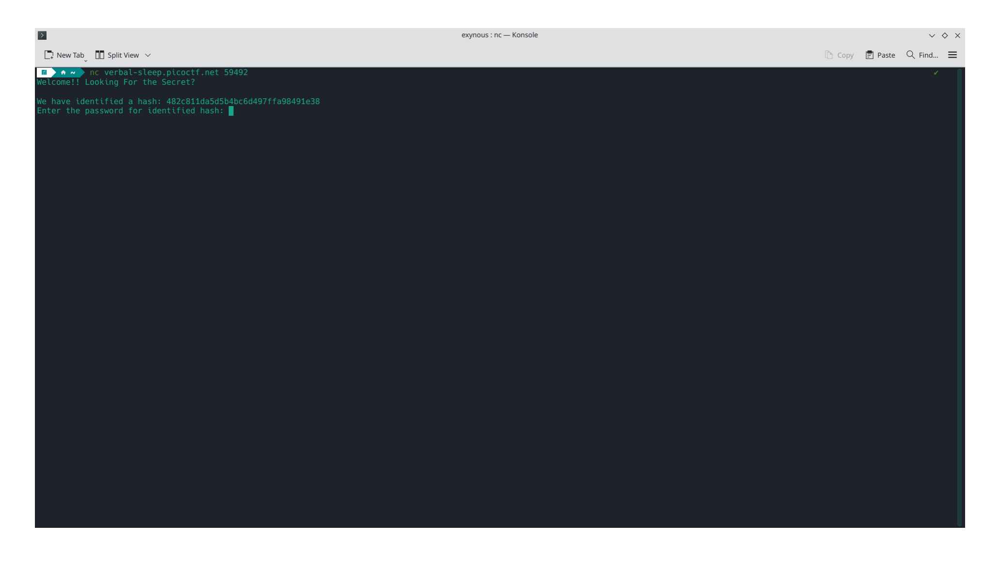 exynous : nc — Konsole
New Tab Split View Copy Paste Find...
~ nc verbal-sleep.picoctf.net 59492 ✔
Welcome!! Looking For the Secret?
We have identified a hash: 482c811da5d5b4bc6d497ffa98491e38
Enter the password for identified hash: